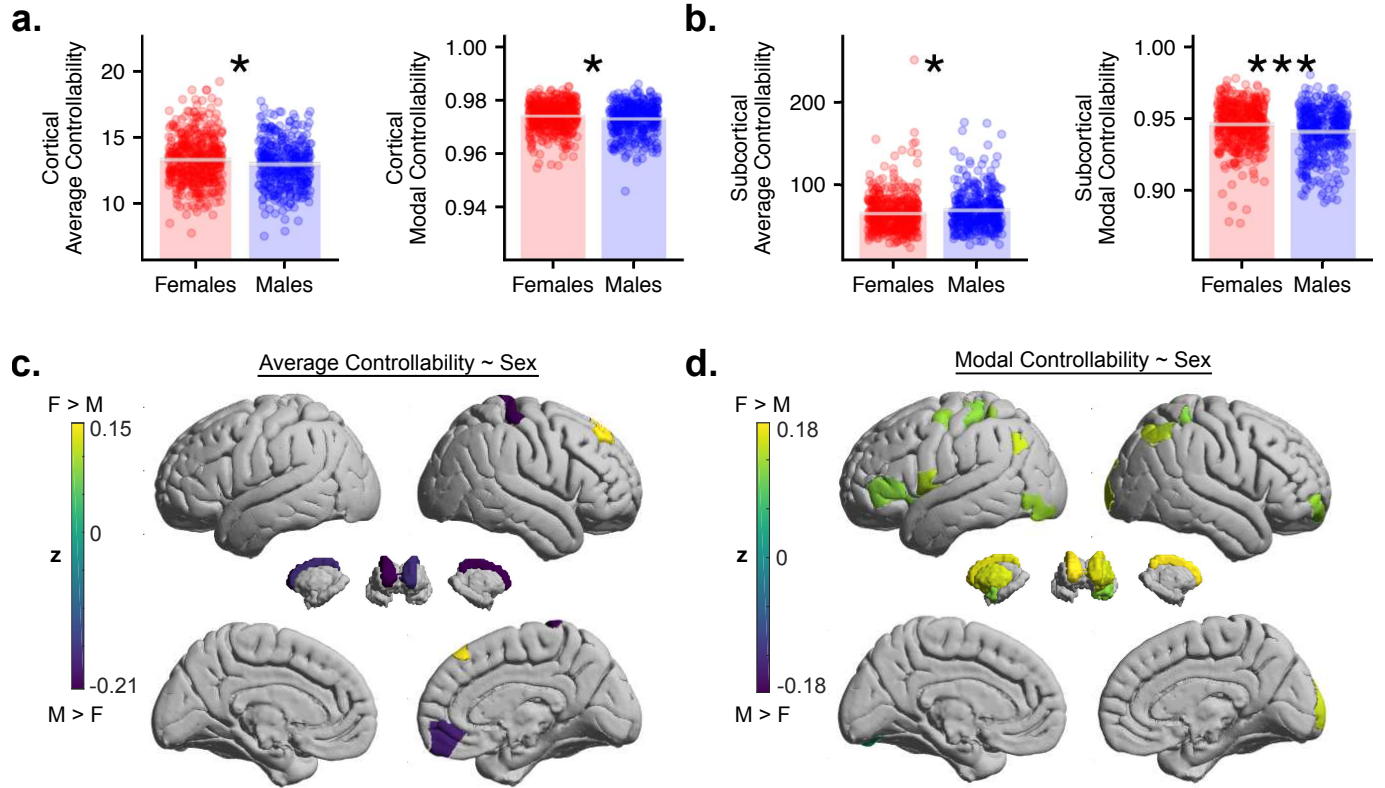 a.
Cortical
Average Controllability
20
15
10
*
Females Males
Cortical
Modal Controllability
1.00
0.98
0.96
0.94
*
Females Males
b.
Subcortical
Average Controllability
200
100
*
Females Males
Subcortical
Modal Controllability
1.00
0.95
0.90
***
Females Males
c.
Average Controllability ~ Sex
F > M
0.15
0
z
-0.21
M > F
d.
Modal Controllability ~ Sex
F > M
0.18
0
z
-0.18
M > F